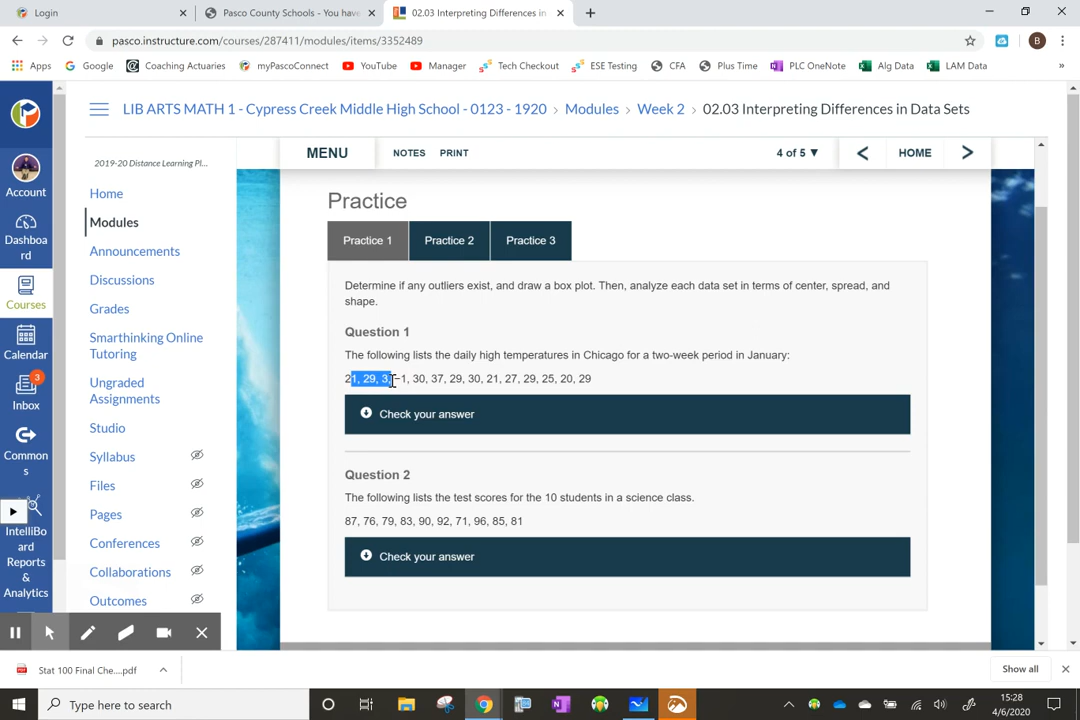 Login
Pasco County Schools - You have
02.03 Interpreting Differences in
pasco.instructure.com/courses/287411/modules/items/3352489
B
Apps
Google
Coaching Actuaries
myPascoConnect
YouTube
Manager
Tech Checkout
ESE Testing
CFA
Plus Time
PLC OneNote
Alg Data
LAM Data
»
LIB ARTS MATH 1 - Cypress Creek Middle High School - 0123 - 1920 › Modules › Week 2 › 02.03 Interpreting Differences in Data Sets
MENU
NOTES
PRINT
4 of 5 ▼
<
HOME
>
2019-20 Distance Learning Pl...
Home
Modules
Announcements
Discussions
Grades
Smarthinking Online
Tutoring
Ungraded
Assignments
Studio
Syllabus
Files
Pages
Conferences
Collaborations
Outcomes
Account
Dashboa
rd
Courses
Calendar
3
Inbox
Common
s
IntelliBo
ard
Reports
&
Analytics
Practice
Practice 1
Practice 2
Practice 3
Determine if any outliers exist, and draw a box plot. Then, analyze each data set in terms of center, spread, and
shape.
Question 1
The following lists the daily high temperatures in Chicago for a two-week period in January:
21, 29, 3, −1, 30, 37, 29, 30, 21, 27, 29, 25, 20, 29
Check your answer
Question 2
The following lists the test scores for the 10 students in a science class.
87, 76, 79, 83, 90, 92, 71, 96, 85, 81
Check your answer
Stat 100 Final Che....pdf
Show all
Type here to search
15:28
4/6/2020